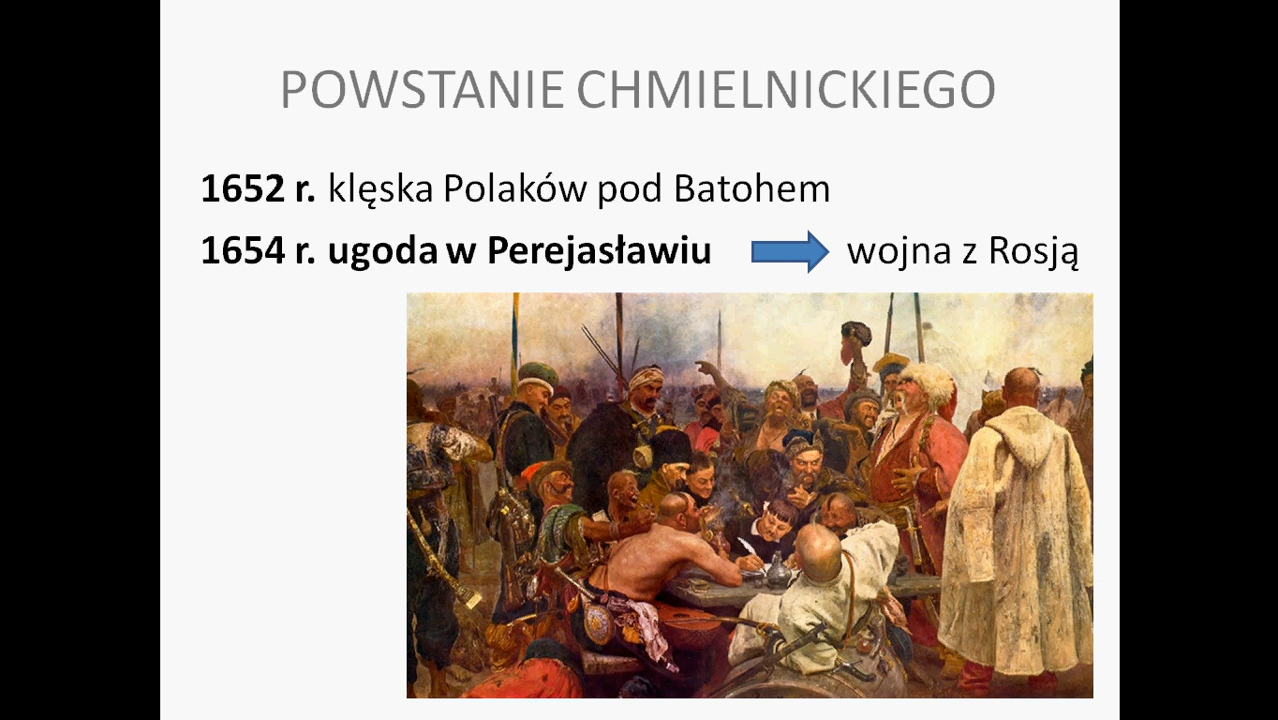 POWSTANIE CHMIELNICKIEGO
1652 r. klęska Polaków pod Batohem
1654 r. ugoda w Perejasławiu wojna z Rosją